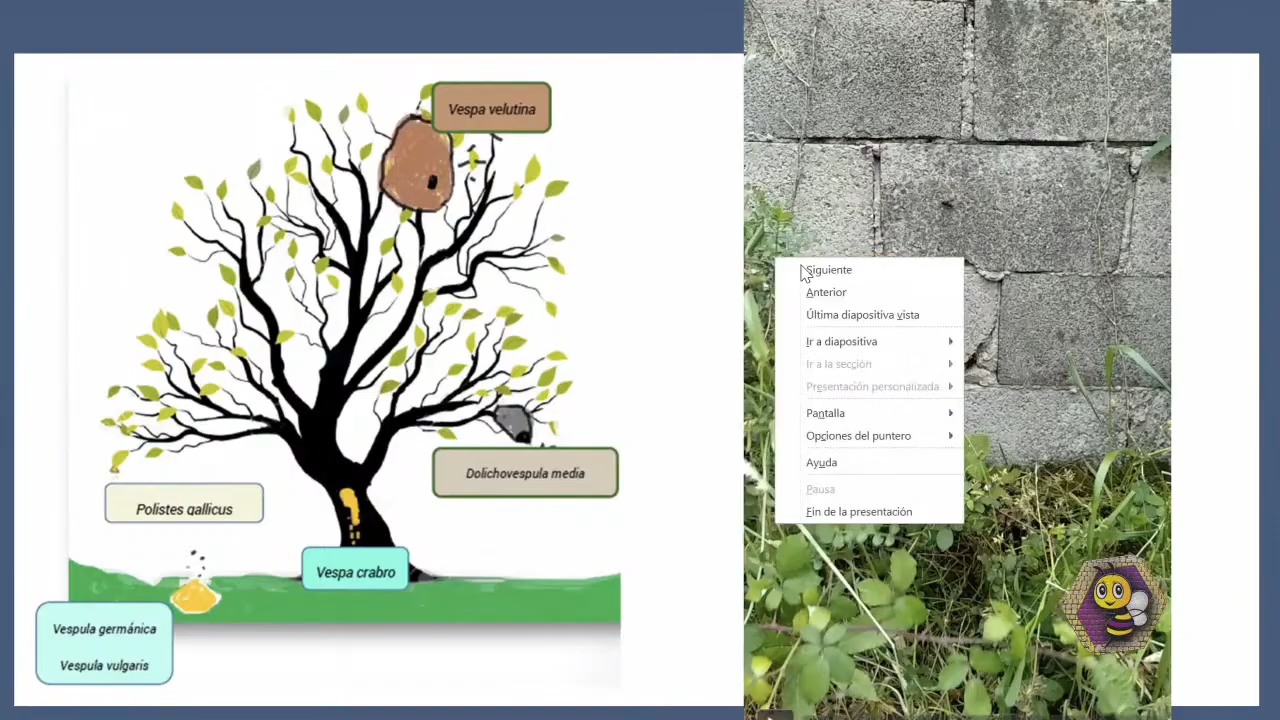 Vespa velutina
Dolichovespula media
Polistes gallicus
Vespa crabro
Vespula germánica
Vespula vulgaris
Siguiente
Anterior
Última diapositiva vista
Ir a diapositiva
Ir a la sección
Presentación personalizada
Pantalla
Opciones del puntero
Ayuda
Pausa
Fin de la presentación